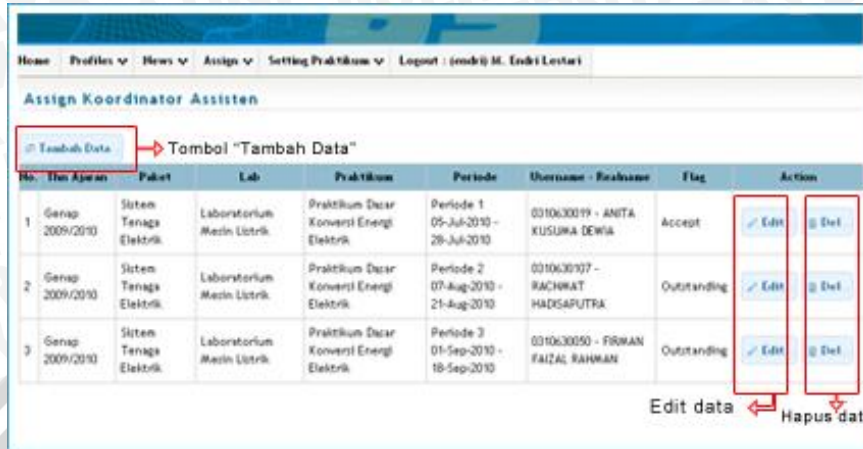 Home Profiles News Assign Setting Praktikum Logout : (endri) M. Endri Lestari
Assign Koordinator Assisten
Tambah Data
Tombol "Tambah Data"
No. Thn Ajaran Paket Lab Praktikum Periode Username - Realname Flag Action
1 Genap 2009/2010 Sistem Tenaga Elektrik Laboratorium Mesin Listrik Praktikum Dasar Konversi Energi Elektrik Periode 1 05-Jul-2010 - 28-Jul-2010 0310630019 - ANITA KUSUMA DEWIA Accept Edit Del
2 Genap 2009/2010 Sistem Tenaga Elektrik Laboratorium Mesin Listrik Praktikum Dasar Konversi Energi Elektrik Periode 2 07-Aug-2010 - 21-Aug-2010 0310630107 - RACHMAT HADISAPUTRA Outstanding Edit Del
3 Genap 2009/2010 Sistem Tenaga Elektrik Laboratorium Mesin Listrik Praktikum Dasar Konversi Energi Elektrik Periode 3 01-Sep-2010 - 18-Sep-2010 0310630050 - FIRMAN FAIZAL RAHMAN Outstanding Edit Del
Edit data
Hapus dat